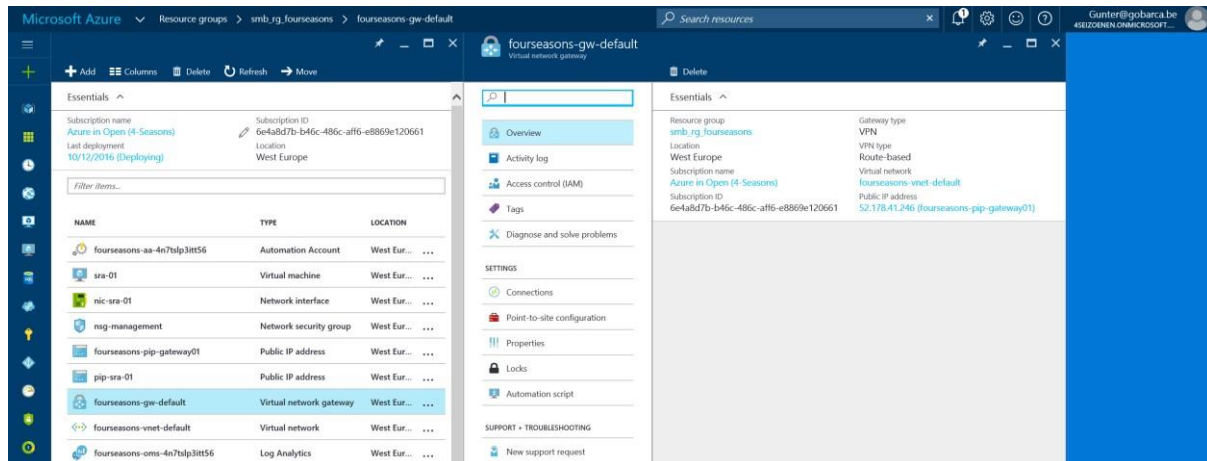 Microsoft Azure Resource groups > smb_rg_fourseasons > fourseasons-gw-default
Search resources
Gunter@gobarca.be
4SEIZOENEN.ONMICROSOFT....
Add Columns Delete Refresh Move
Essentials
Subscription name
Azure in Open (4-Seasons)
Last deployment
10/12/2016 (Deploying)
Subscription ID
6e4a8d7b-b46c-486c-aff6-e8869e120661
Location
West Europe
Filter items...
NAME TYPE LOCATION
fourseasons-aa-4n7tslp3itt56 Automation Account West Eur... ...
sra-01 Virtual machine West Eur... ...
nic-sra-01 Network interface West Eur... ...
nsg-management Network security group West Eur... ...
fourseasons-pip-gateway01 Public IP address West Eur... ...
pip-sra-01 Public IP address West Eur... ...
fourseasons-gw-default Virtual network gateway West Eur... ...
fourseasons-vnet-default Virtual network West Eur... ...
fourseasons-oms-4n7tslp3itt56 Log Analytics West Eur... ...
fourseasons-gw-default
Virtual network gateway
Overview
Activity log
Access control (IAM)
Tags
Diagnose and solve problems
SETTINGS
Connections
Point-to-site configuration
Properties
Locks
Automation script
SUPPORT + TROUBLESHOOTING
New support request
Delete
Essentials
Resource group
smb_rg_fourseasons
Location
West Europe
Subscription name
Azure in Open (4-Seasons)
Subscription ID
6e4a8d7b-b46c-486c-aff6-e8869e120661
Gateway type
VPN
VPN type
Route-based
Virtual network
fourseasons-vnet-default
Public IP address
52.178.41.246 (fourseasons-pip-gateway01)